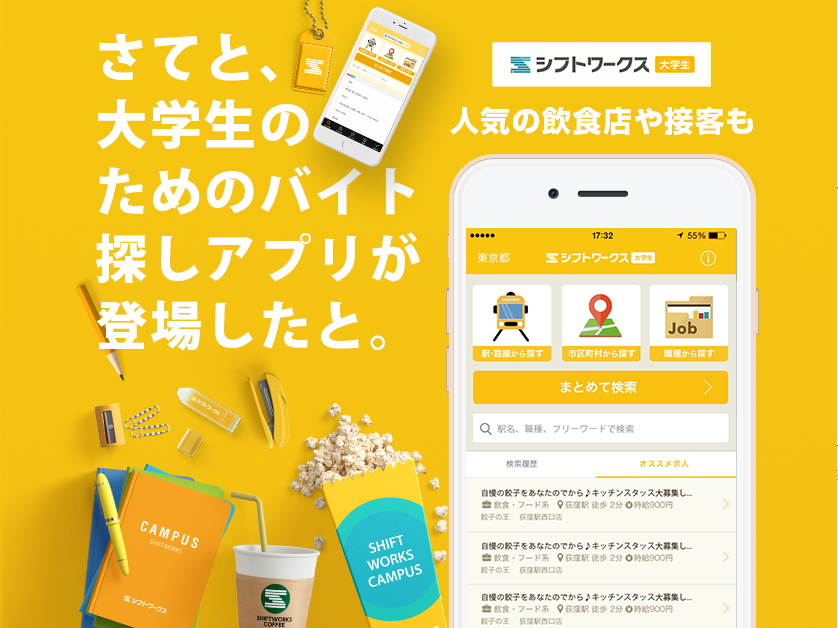 さてと、
大学生の
ためのバイト
探しアプリが
登場したと。
シフトワークス 大学生
人気の飲食店や接客も
17:32
55%
東京都
シフトワークス 大学生
駅・路線から探す
市区町村から探す
Job
職種から探す
まとめて検索
駅名、職種、フリーワードで検索
検索履歴
オススメ求人
自慢の餃子をあなたのでから♪キッチンスタッス大募集し...
飲食・フード系 荻窪駅 徒歩 2分 時給900円
餃子の王 荻窪駅西口店
自慢の餃子をあなたのでから♪キッチンスタッス大募集し...
飲食・フード系 荻窪駅 徒歩 2分 時給900円
餃子の王 荻窪駅西口店
自慢の餃子をあなたのでから♪キッチンスタッス大募集し...
飲食・フード系 荻窪駅 徒歩 2分 時給900円
シフトワークス
CAMPUS
SHIFTWORKS
シフトワークス
SHIFTWORKS
COFFEE
SHIFT
WORKS
CAMPUS